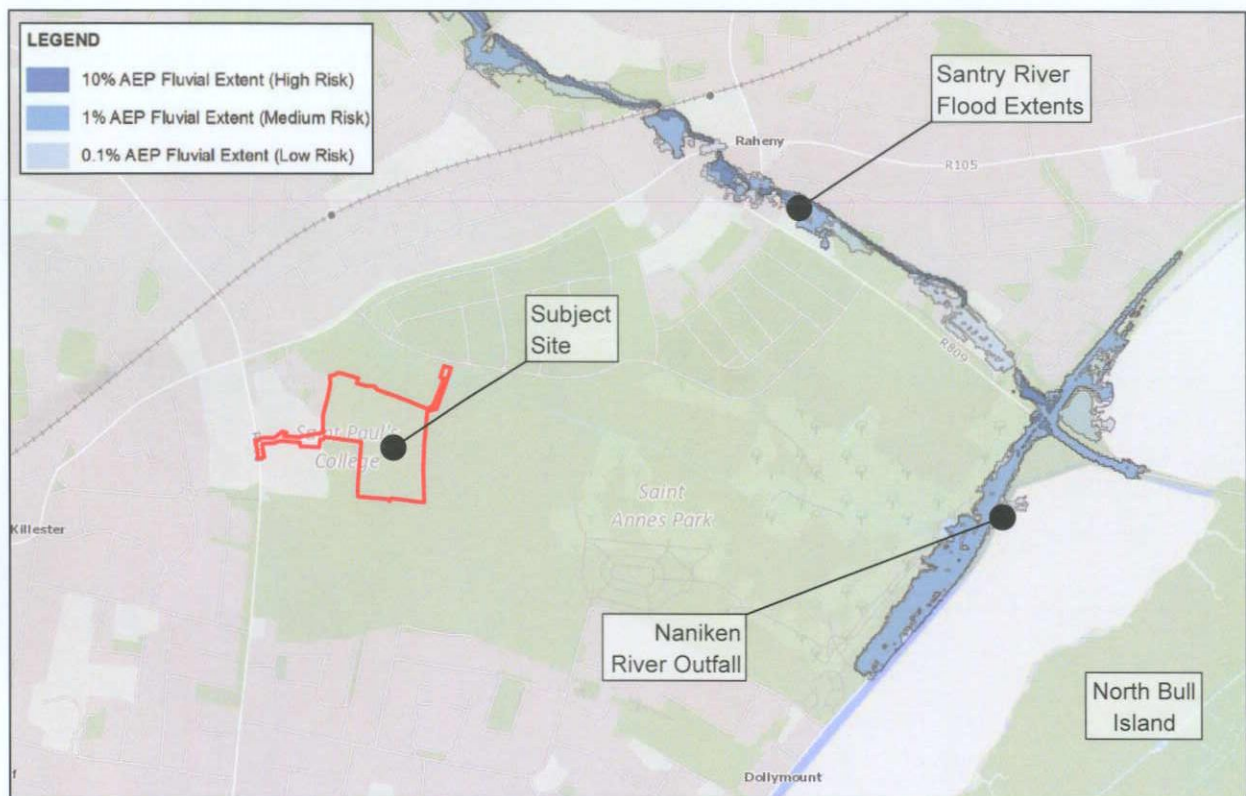 LEGEND
10% AEP Fluvial Extent (High Risk)
1% AEP Fluvial Extent (Medium Risk)
0.1% AEP Fluvial Extent (Low Risk)
Santry River
Flood Extents
Raheny
R105
Subject
Site
R809
Saint Paul's
College
Saint
Annes Park
Killester
Naniken
River Outfall
North Bull
Island
Dollymount
f